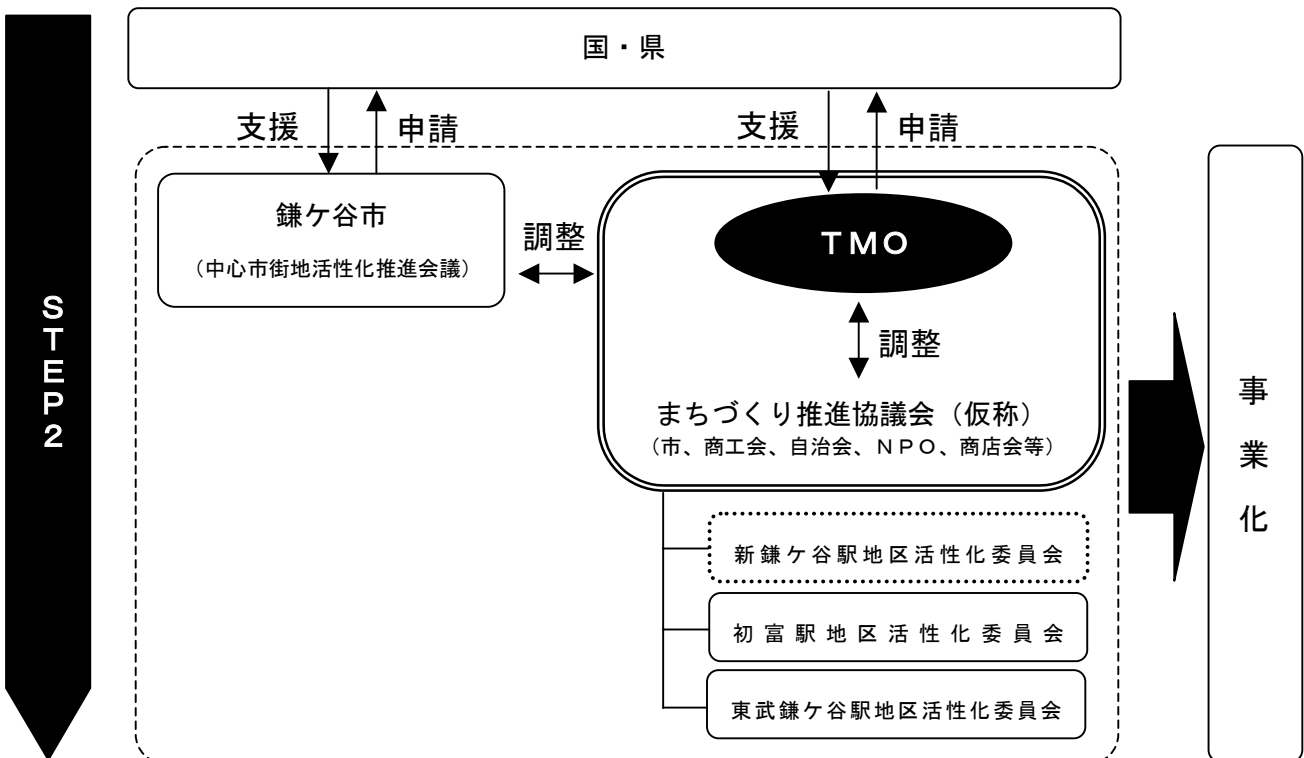 国・県
支援
申請
支援
申請
鎌ケ谷市
（中心市街地活性化推進会議）
調整
ＴＭＯ
調整
まちづくり推進協議会（仮称）
（市、商工会、自治会、ＮＰＯ、商店会等）
新鎌ケ谷駅地区活性化委員会
初富駅地区活性化委員会
東武鎌ケ谷駅地区活性化委員会
ＳＴＥＰ２
事業化